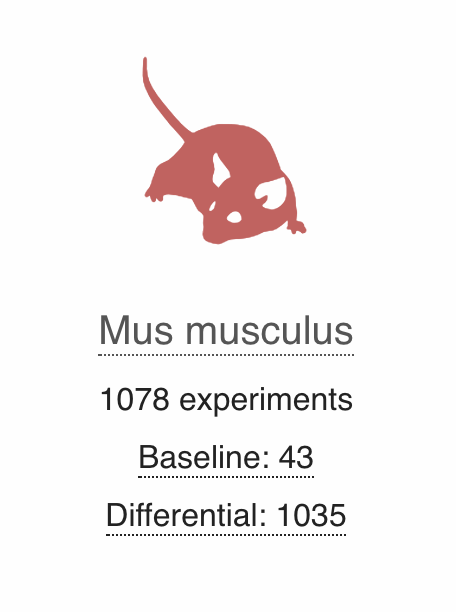 Mus musculus
1078 experiments
Baseline: 43
Differential: 1035